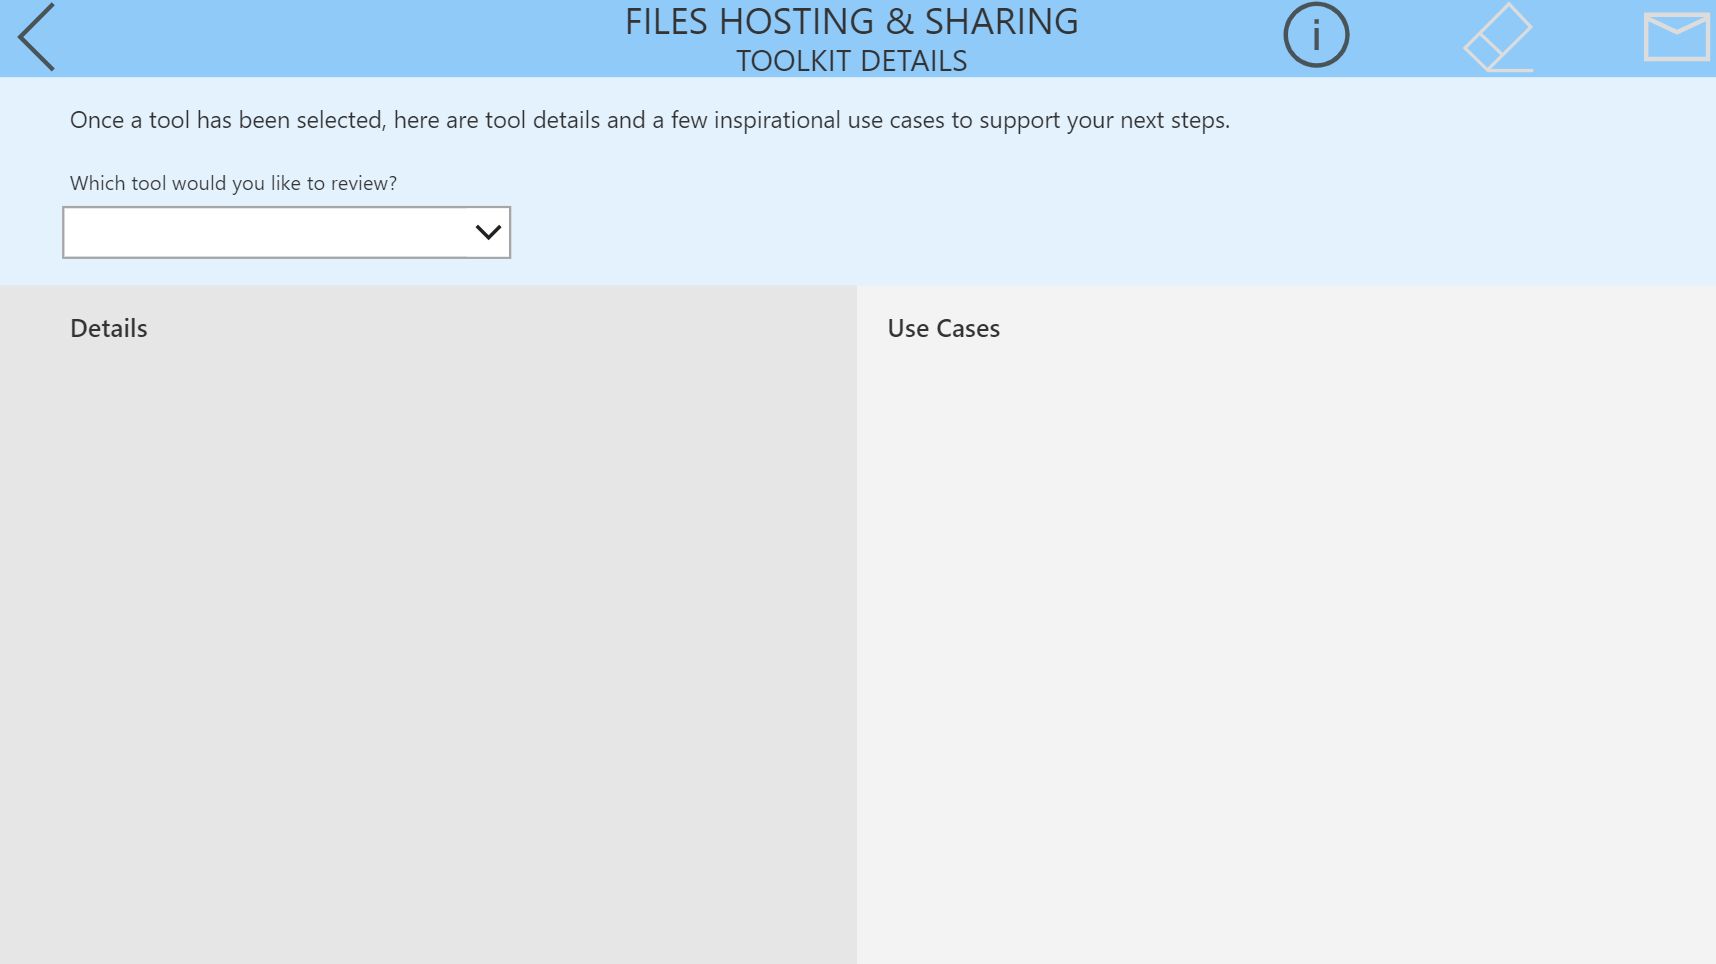 FILES HOSTING & SHARING
TOOLKIT DETAILS
Once a tool has been selected, here are tool details and a few inspirational use cases to support your next steps.
Which tool would you like to review?
Details
Use Cases